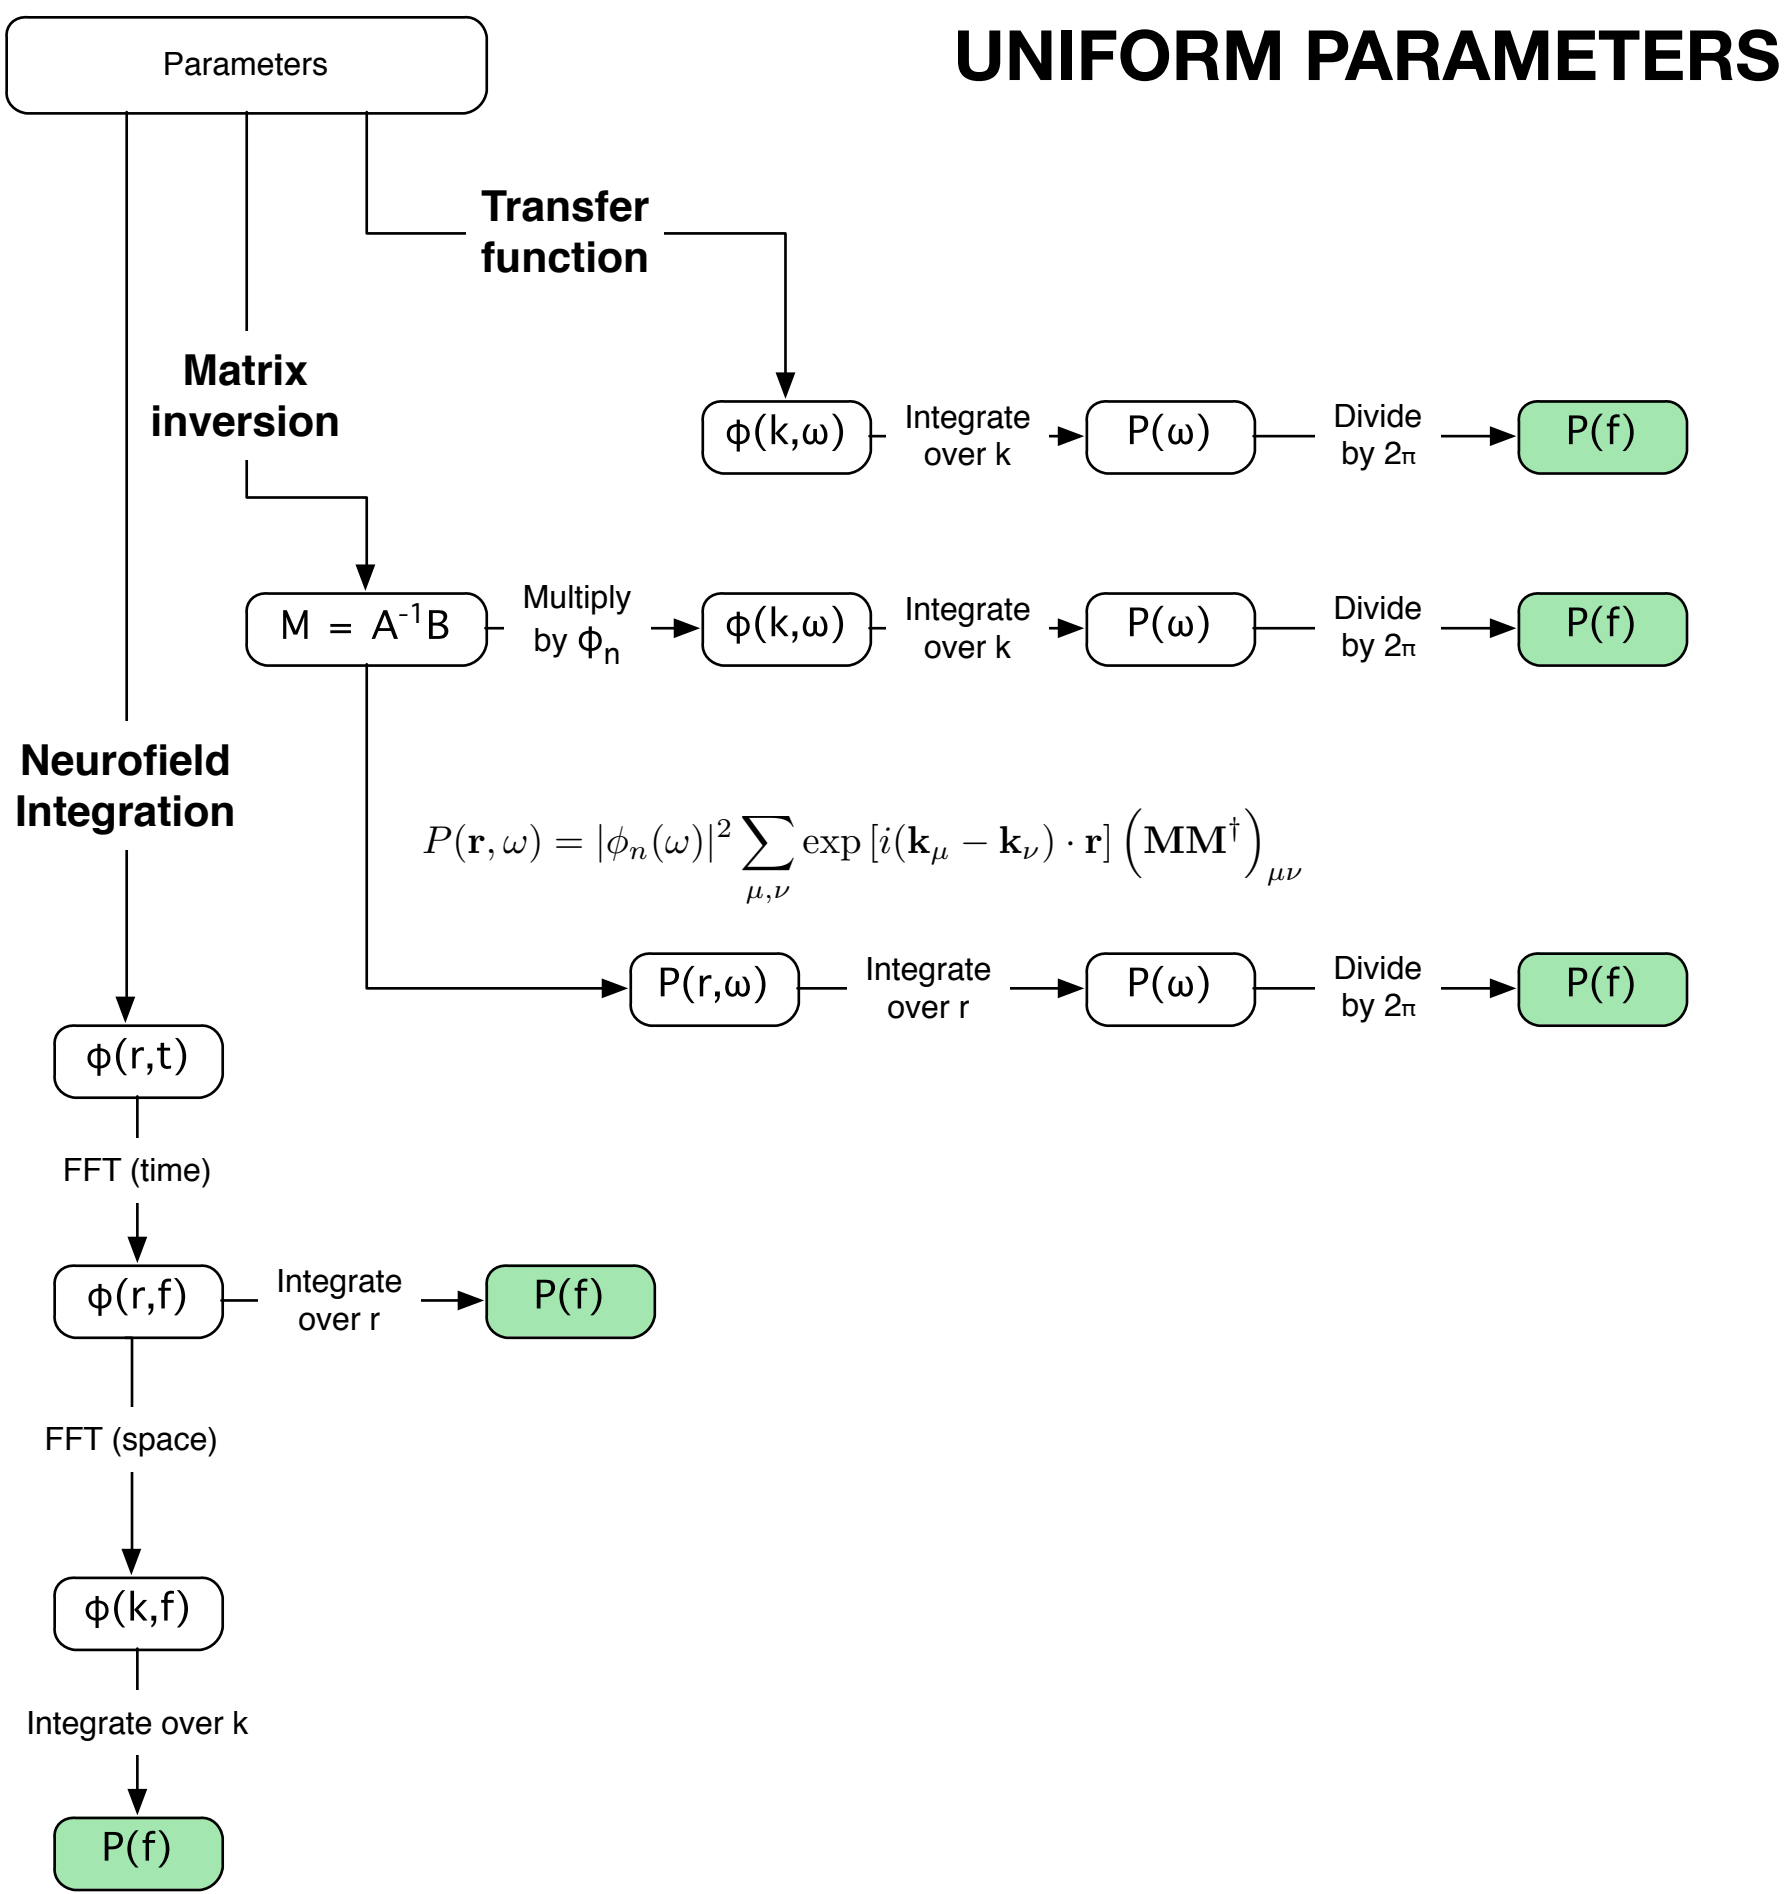 Parameters
UNIFORM PARAMETERS
Transfer
function
Matrix
inversion
ϕ(k,ω)
Integrate
over k
P(ω)
Divide
by 2π
P(f)
M = A⁻¹B
Multiply
by ϕₙ
ϕ(k,ω)
Integrate
over k
P(ω)
Divide
by 2π
P(f)
Neurofield
Integration
P(r, ω) = |ϕₙ(ω)|² ∑_{μ,ν} exp [i(k_μ − k_ν) · r] (MM†)_{μν}
P(r,ω)
Integrate
over r
P(ω)
Divide
by 2π
P(f)
ϕ(r,t)
FFT (time)
ϕ(r,f)
Integrate
over r
P(f)
FFT (space)
ϕ(k,f)
Integrate over k
P(f)